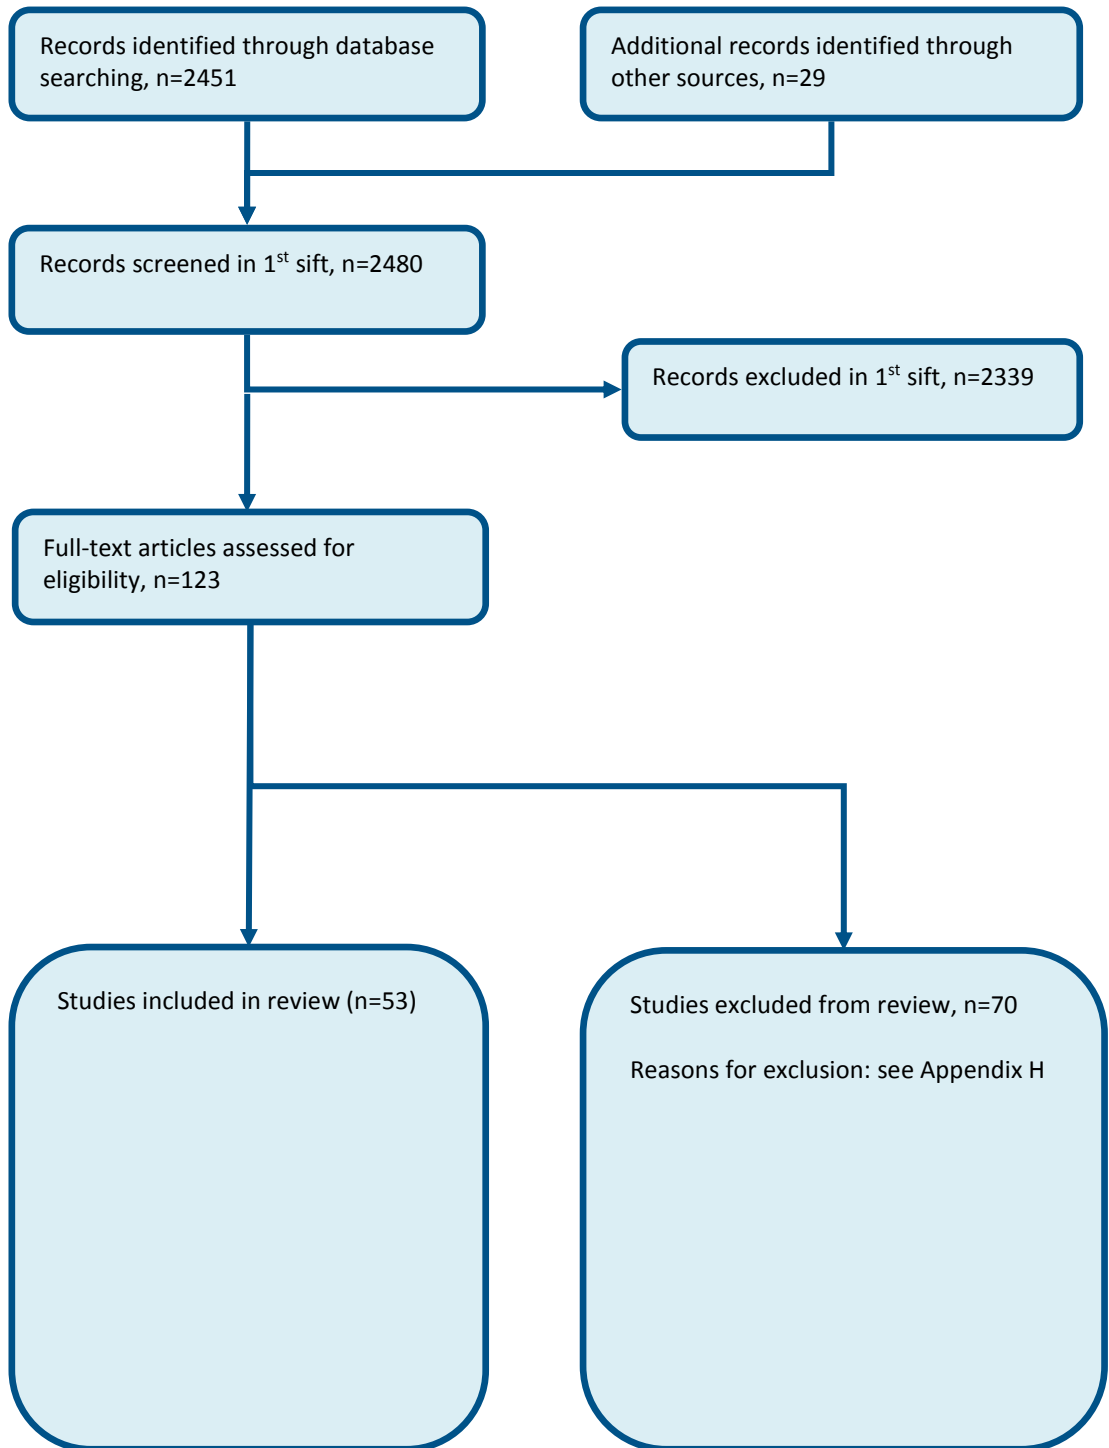 Records identified through database
searching, n=2451
Additional records identified through
other sources, n=29
Records screened in 1st sift, n=2480
Records excluded in 1st sift, n=2339
Full-text articles assessed for
eligibility, n=123
Studies included in review (n=53)
Studies excluded from review, n=70
Reasons for exclusion: see Appendix H